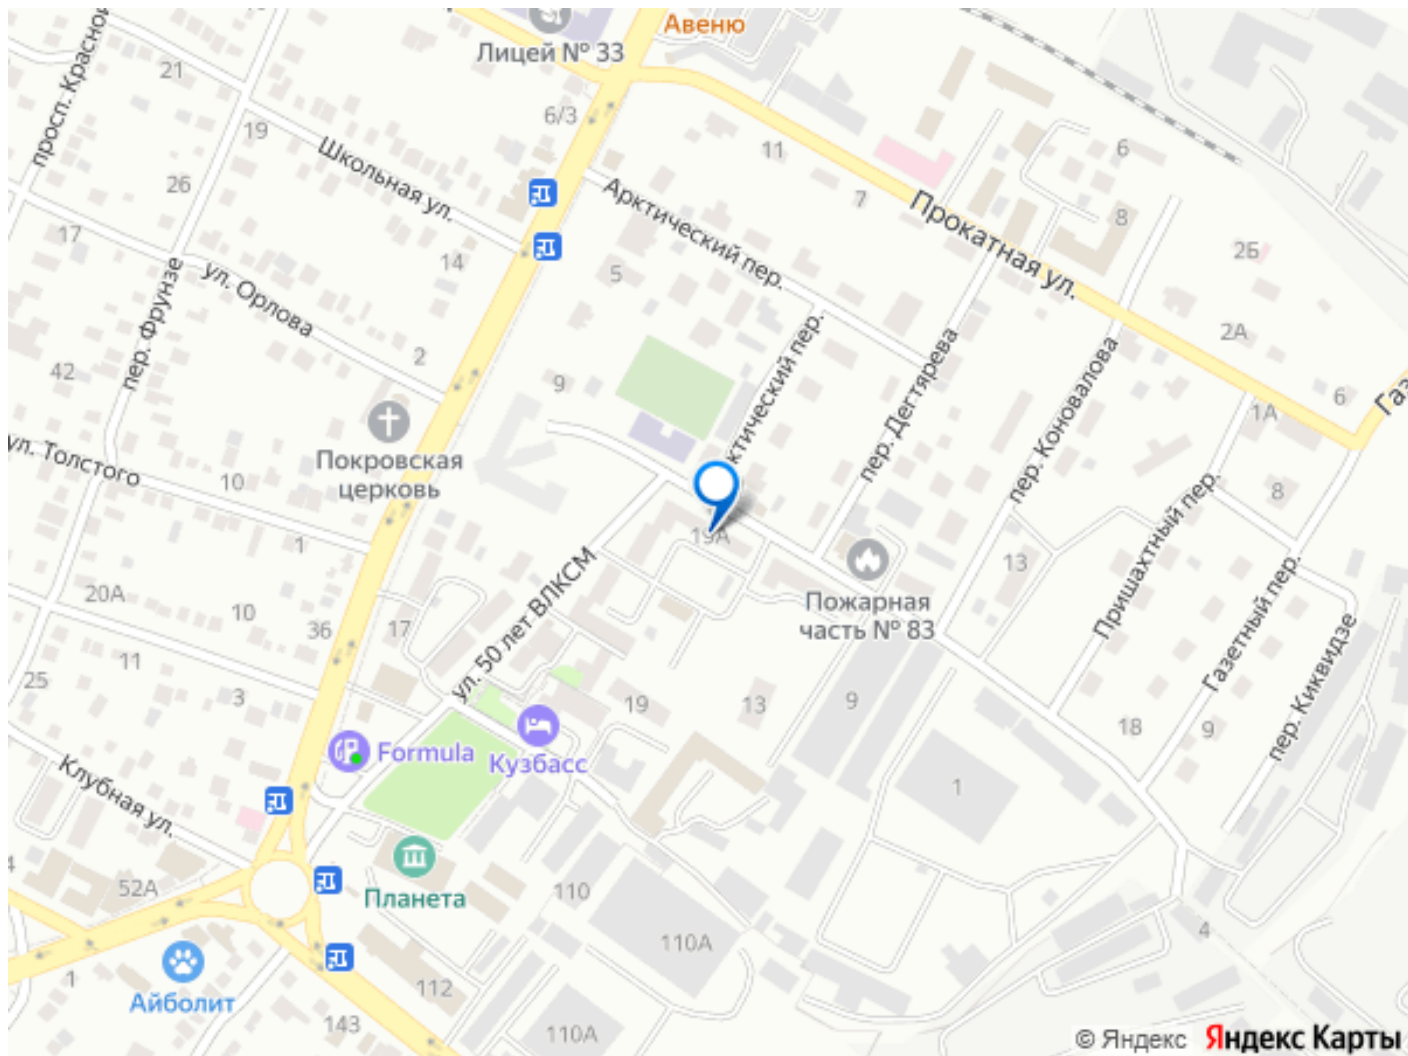 Авеню
Лицей № 33
просп. Красной
21
6/3
19
Школьная ул.
11
6
26
Арктический пер.
7
8
Прокатная ул.
17
14
2Б
ул. Орлова
5
пер. Фрунзе
2А
2
42
9
6
1А
ктический пер.
пер. Дегтярева
пер. Коновалова
Газ
ул. Толстого
Покровская
церковь
10
8
1
19А
Пришахтный пер.
ул. 50 лет ВЛКСМ
13
20А
10
36
17
Пожарная
часть № 83
Газетный пер.
пер. Киквидзе
11
25
3
19
13
9
18
9
Formula
Кузбасс
Клубная ул.
1
4
52А
Планета
110
110А
4
1
Айболит
112
143
110А
© Яндекс Яндекс Карты